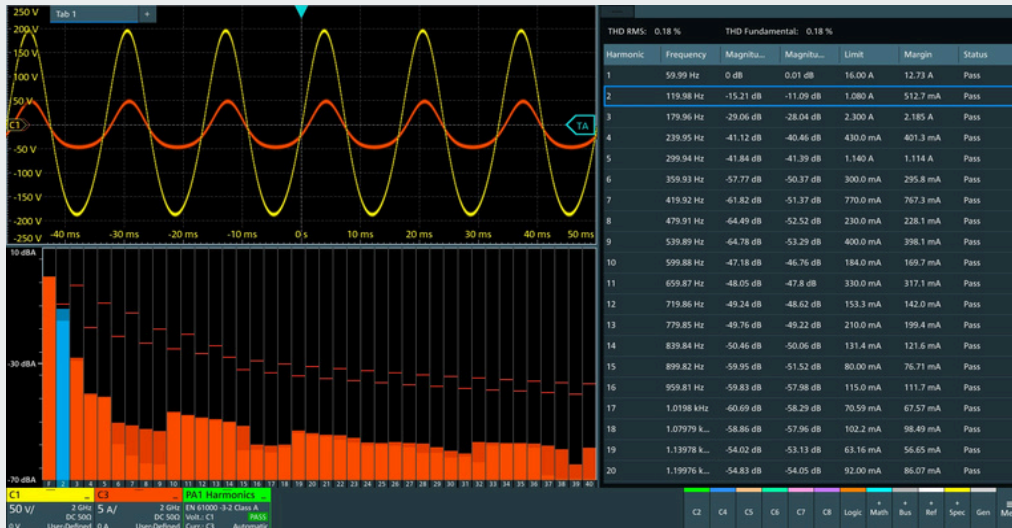 250 V
Tab 1
+
200 V
150 V
100 V
50 V
C1
TA
-50 V
-100 V
-150 V
-200 V
-250 V
-40 ms -30 ms -20 ms -10 ms 0 s 10 ms 20 ms 30 ms 40 ms 50 ms
THD RMS: 0.18 % THD Fundamental: 0.18 %
Harmonic Frequency Magnitu... Magnitu... Limit Margin Status
1 59.99 Hz 0 dB 0.01 dB 16.00 A 12.73 A Pass
2 119.98 Hz -15.21 dB -11.09 dB 1.080 A 512.7 mA Pass
3 179.96 Hz -29.06 dB -28.04 dB 2.300 A 2.185 A Pass
4 239.95 Hz -41.12 dB -40.46 dB 430.0 mA 401.3 mA Pass
5 299.94 Hz -41.84 dB -41.39 dB 1.140 A 1.114 A Pass
6 359.93 Hz -57.77 dB -50.37 dB 300.0 mA 295.8 mA Pass
7 419.92 Hz -61.82 dB -51.37 dB 770.0 mA 767.3 mA Pass
8 479.91 Hz -64.49 dB -52.52 dB 230.0 mA 228.1 mA Pass
9 539.89 Hz -64.78 dB -53.29 dB 400.0 mA 398.1 mA Pass
10 599.88 Hz -47.18 dB -46.76 dB 184.0 mA 169.7 mA Pass
11 659.87 Hz -48.05 dB -47.8 dB 330.0 mA 317.1 mA Pass
12 719.86 Hz -49.24 dB -48.62 dB 153.3 mA 142.0 mA Pass
13 779.85 Hz -49.76 dB -49.22 dB 210.0 mA 199.4 mA Pass
14 839.84 Hz -50.46 dB -50.06 dB 131.4 mA 121.6 mA Pass
15 899.82 Hz -59.95 dB -51.52 dB 80.00 mA 76.71 mA Pass
16 959.81 Hz -59.83 dB -57.98 dB 115.0 mA 111.7 mA Pass
17 1.0198 kHz -60.69 dB -58.29 dB 70.59 mA 67.57 mA Pass
18 1.07979 k... -58.86 dB -57.96 dB 102.2 mA 98.49 mA Pass
19 1.13978 k... -54.02 dB -53.13 dB 63.16 mA 56.65 mA Pass
20 1.19976 k... -54.83 dB -54.05 dB 92.00 mA 86.07 mA Pass
10 dBA
-30 dBA
-70 dBA
F 2 3 4 5 6 7 8 9 10 11 12 13 14 15 16 17 18 19 20 21 22 23 24 25 26 27 28 29 30 31 32 33 34 35 36 37 38 39 40
C1 C3 PA1 Harmonics
50 V/ 2 GHz 5 A/ 2 GHz EN 61000 -3-2 Class A
DC 50Ω DC 50Ω Volt.: C1 PASS
0 V User-Defined 0 A User-Defined Curr.: C3 Automatic
C2 C4 C5 C6 C7 C8 Logic Math Bus Ref Spec Gen